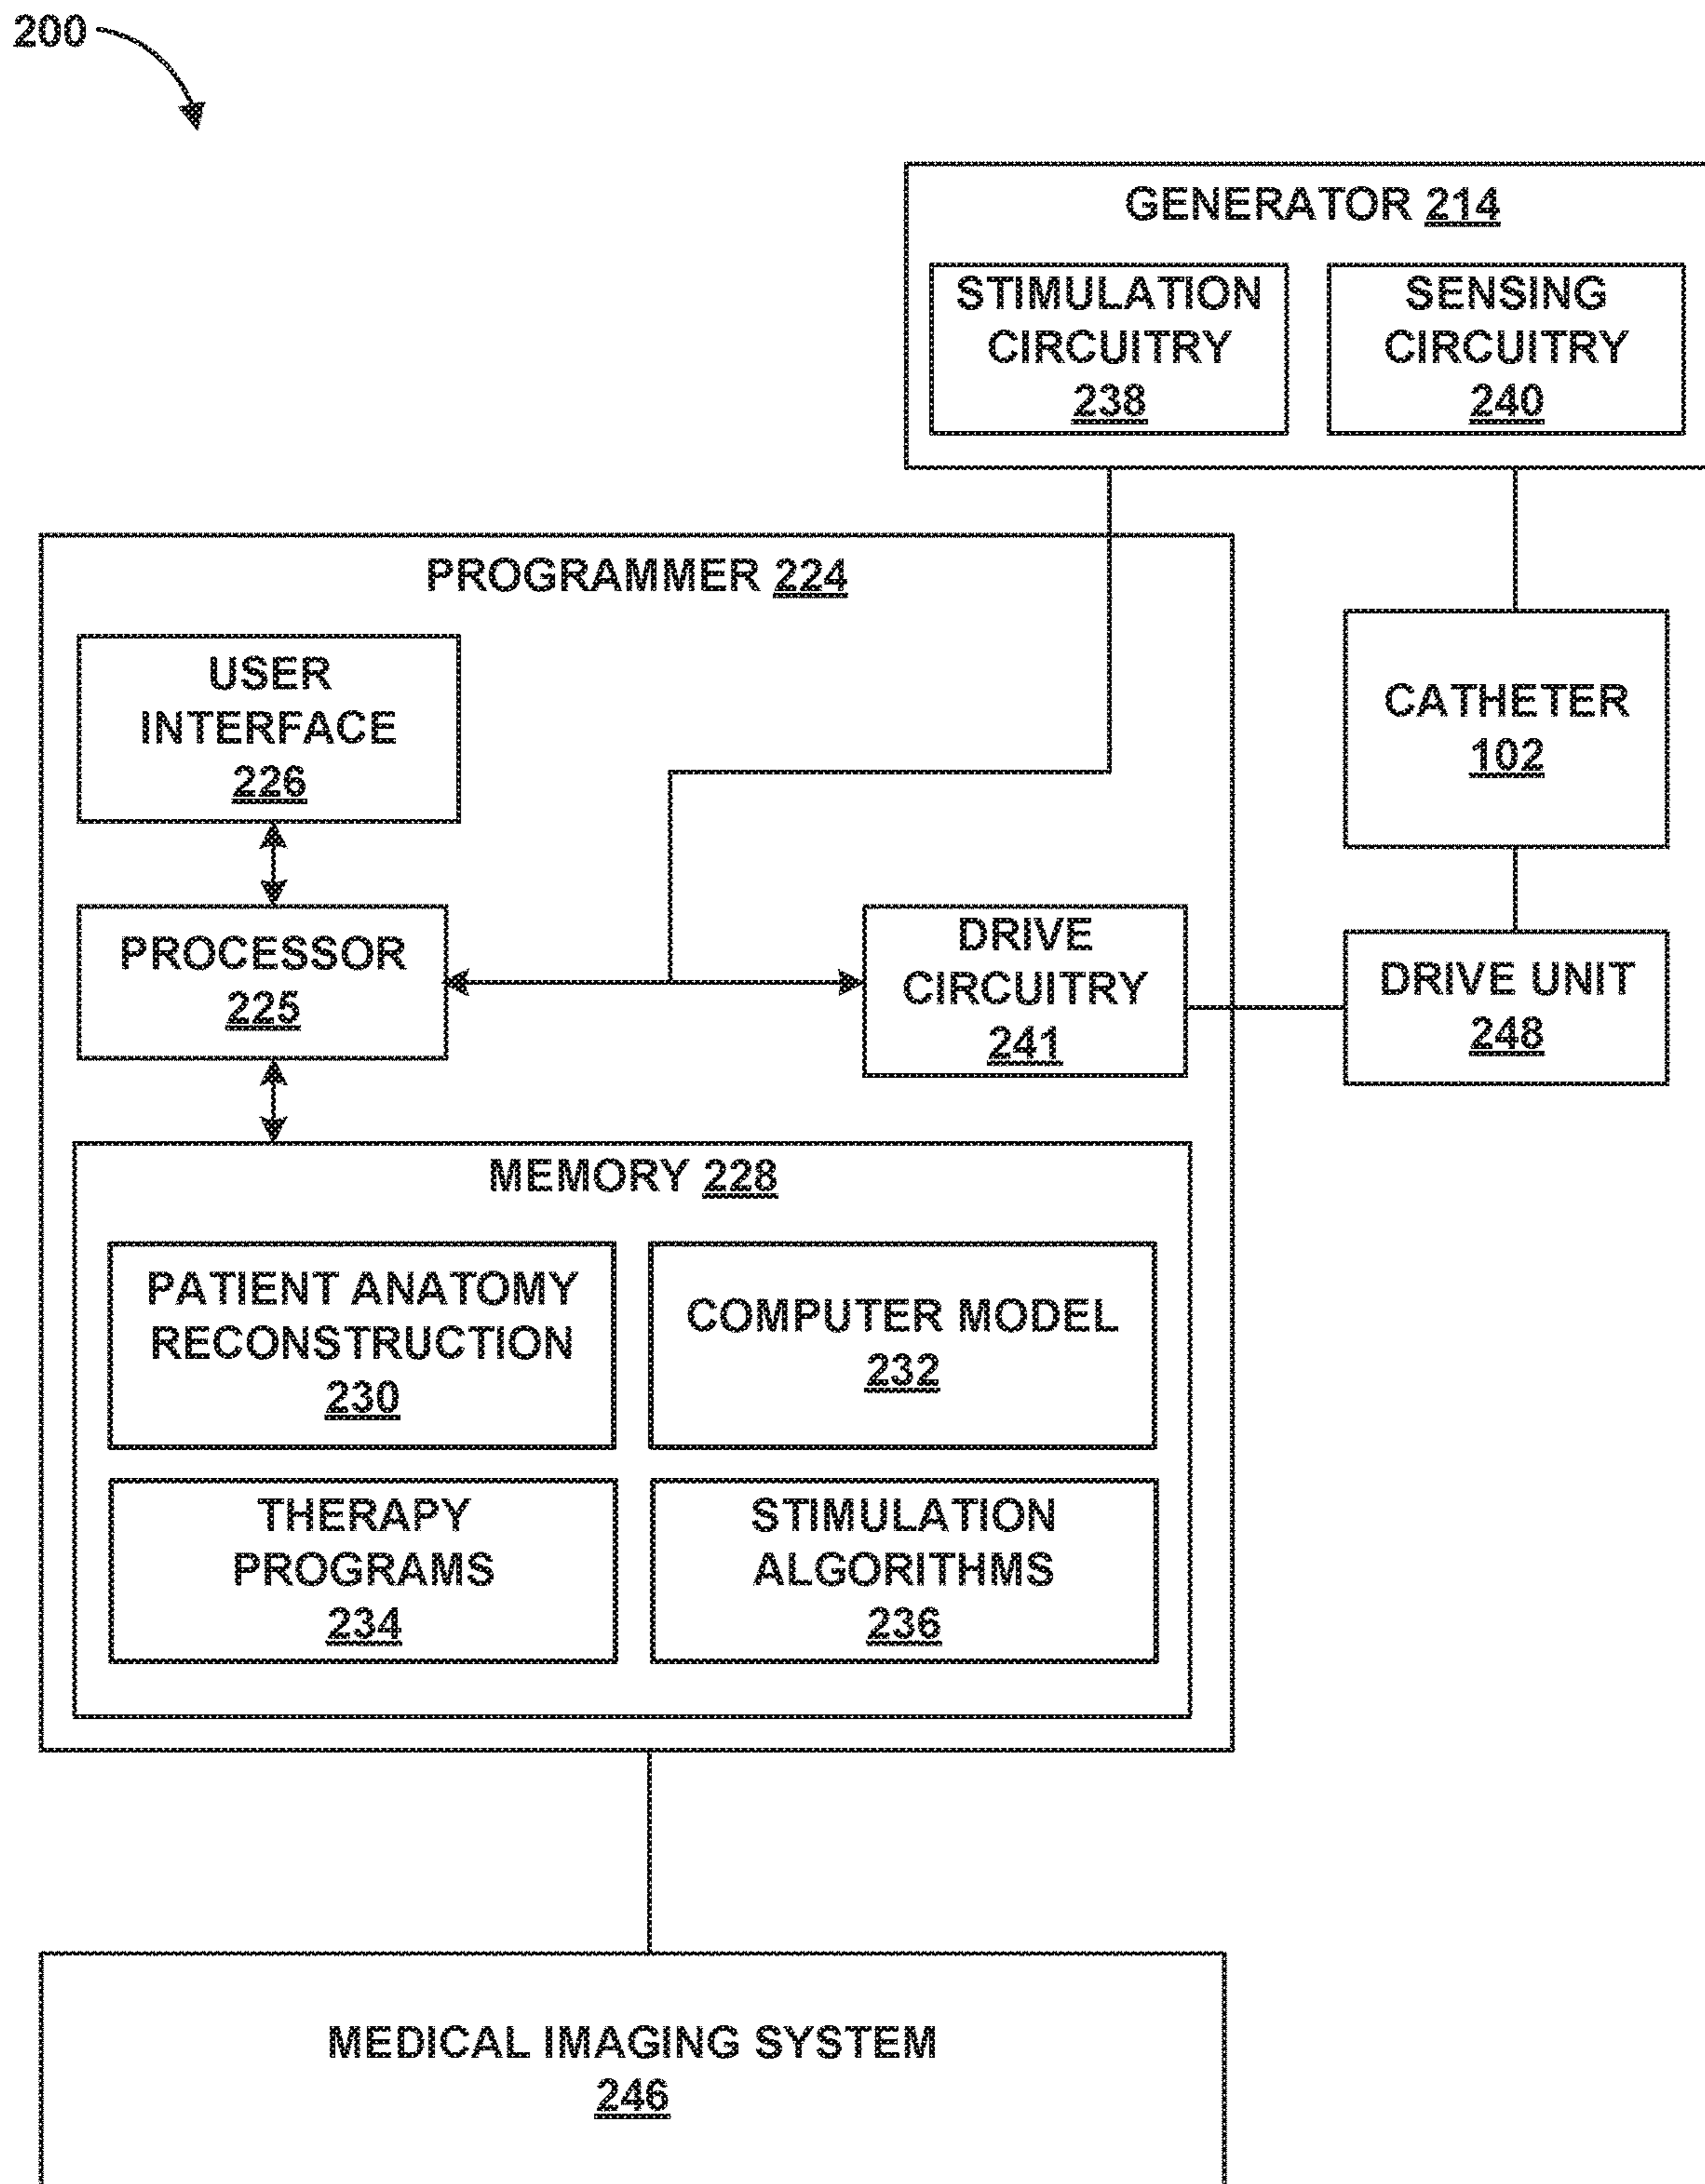 200
GENERATOR 214
STIMULATION
CIRCUITRY
238
SENSING
CIRCUITRY
240
PROGRAMMER 224
USER
INTERFACE
226
CATHETER
102
PROCESSOR
225
DRIVE
CIRCUITRY
241
DRIVE UNIT
248
MEMORY 228
PATIENT ANATOMY
RECONSTRUCTION
230
COMPUTER MODEL
232
THERAPY
PROGRAMS
234
STIMULATION
ALGORITHMS
236
MEDICAL IMAGING SYSTEM
246